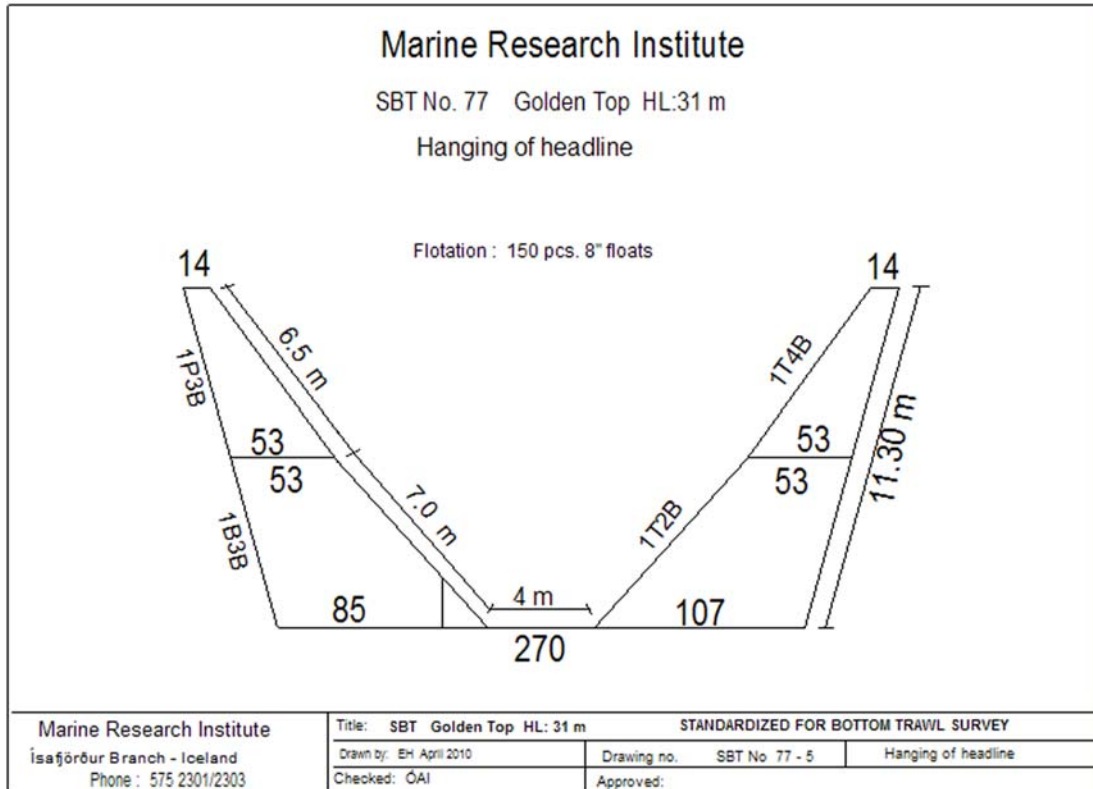 Marine Research Institute
SBT No. 77 Golden Top HL:31 m
Hanging of headline
Flotation : 150 pcs. 8" floats
14
14
6.5 m
1T4B
1P3B
11.30 m
53
53
53
53
7.0 m
1T2B
1B3B
4 m
85
107
270
Marine Research Institute
Ísafjörður Branch - Iceland
Phone : 575 2301/2303
Title: SBT Golden Top HL: 31 m STANDARDIZED FOR BOTTOM TRAWL SURVEY
Drawn by: EH April 2010 Drawing no. SBT No 77 - 5 Hanging of headline
Checked: ÓAI Approved: